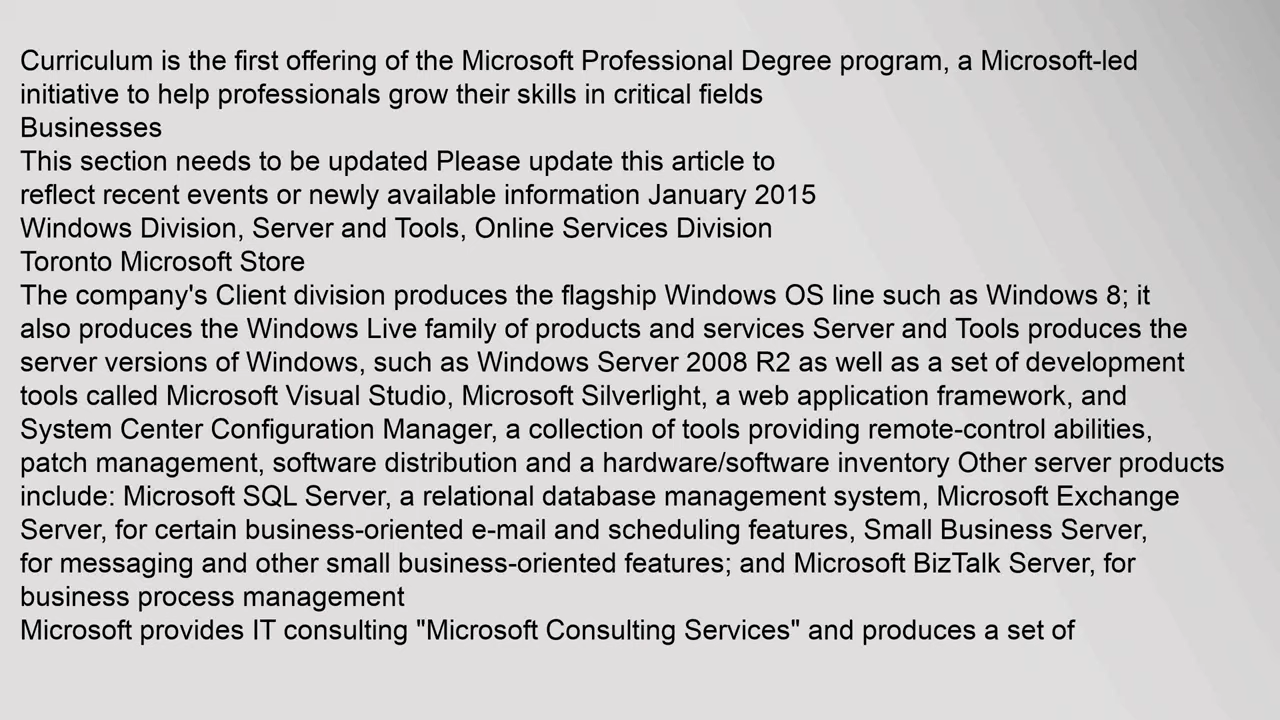 Curriculum is the first offering of the Microsoft Professional Degree program, a Microsoft-led
initiative to help professionals grow their skills in critical fields
Businesses
This section needs to be updated Please update this article to
reflect recent events or newly available information January 2015
Windows Division, Server and Tools, Online Services Division
Toronto Microsoft Store
The company's Client division produces the flagship Windows OS line such as Windows 8; it
also produces the Windows Live family of products and services Server and Tools produces the
server versions of Windows, such as Windows Server 2008 R2 as well as a set of development
tools called Microsoft Visual Studio, Microsoft Silverlight, a web application framework, and
System Center Configuration Manager, a collection of tools providing remote-control abilities,
patch management, software distribution and a hardware/software inventory Other server products
include: Microsoft SQL Server, a relational database management system, Microsoft Exchange
Server, for certain business-oriented e-mail and scheduling features, Small Business Server,
for messaging and other small business-oriented features; and Microsoft BizTalk Server, for
business process management
Microsoft provides IT consulting "Microsoft Consulting Services" and produces a set of